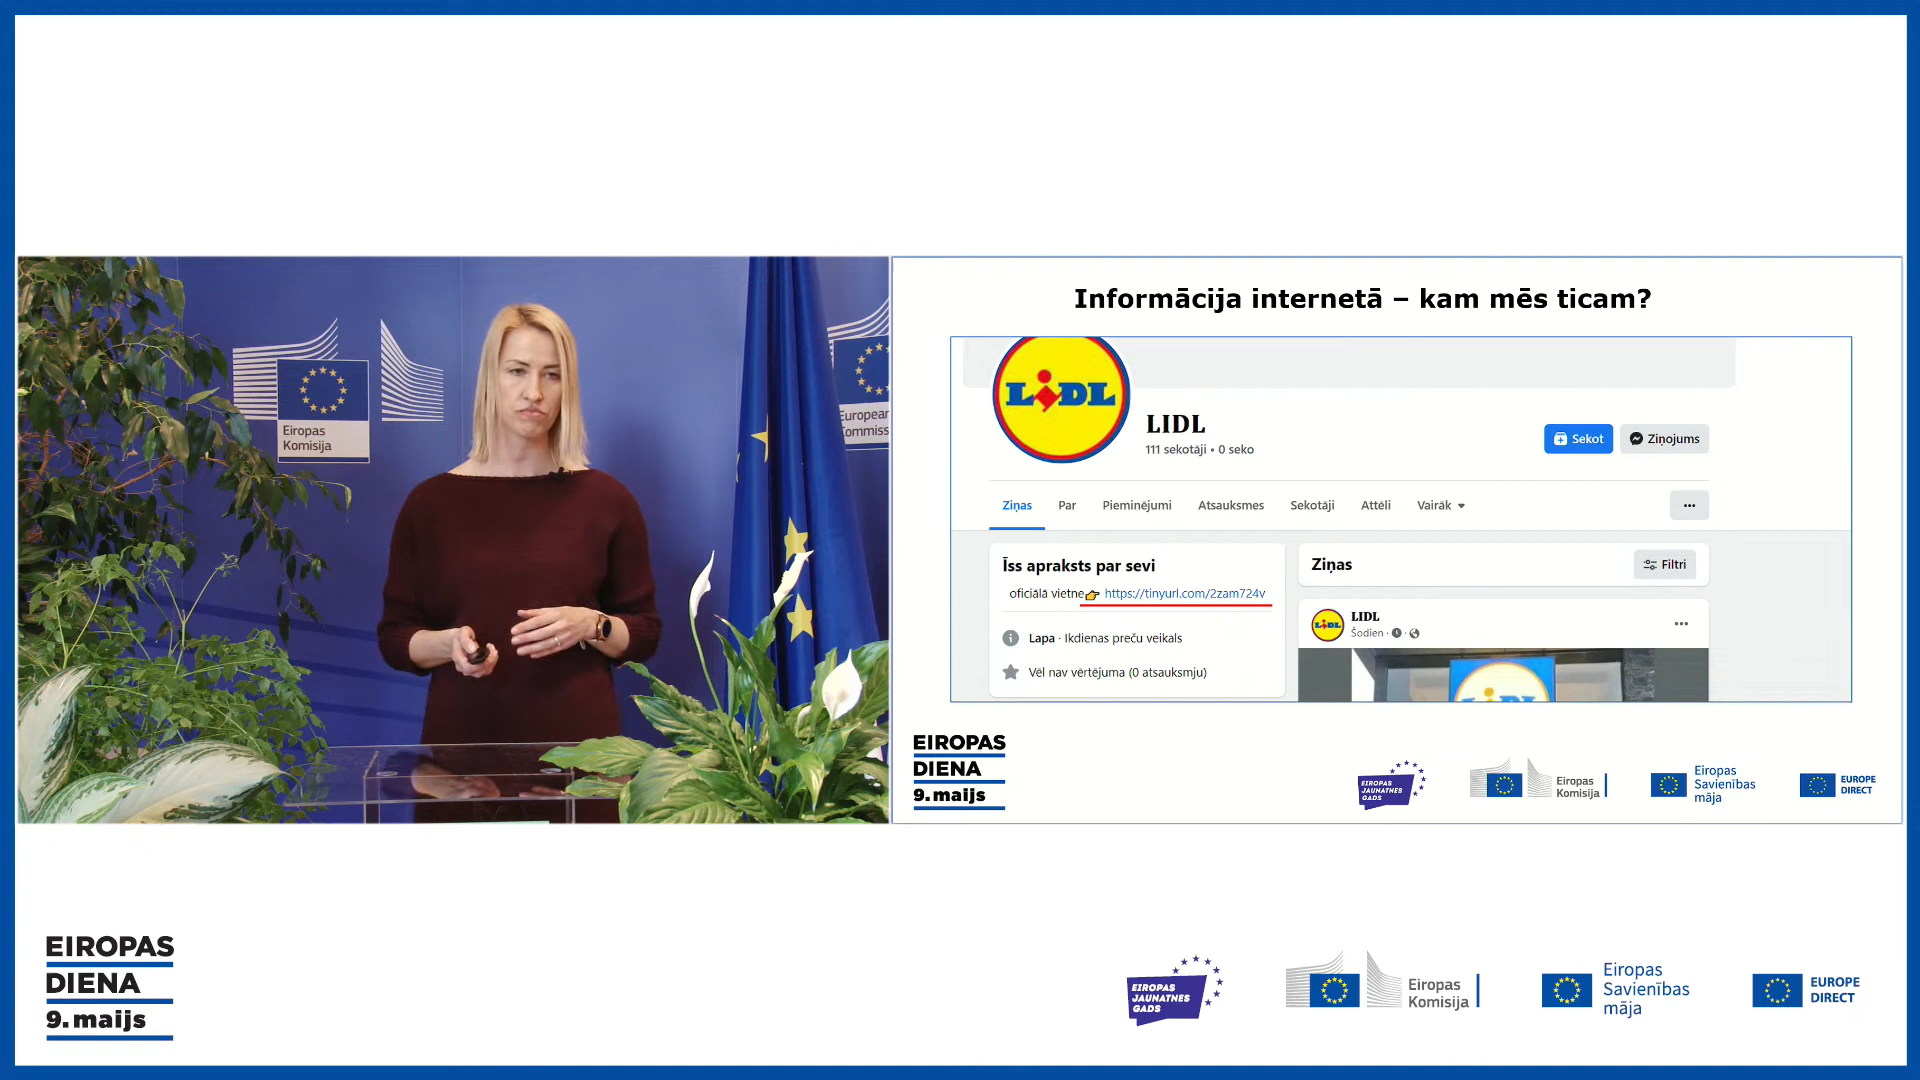 Eiropas
Komisija
European
Commiss
Informācija internetā – kam mēs ticam?
LIDL
LIDL
111 sekotāji • 0 seko
Sekot
Ziņojums
Ziņas
Par
Pieminējumi
Atsauksmes
Sekotāji
Attēli
Vairāk
Īss apraksts par sevi
oficiālā vietne👉 https://tinyurl.com/2zam724v
Lapa · Ikdienas preču veikals
Vēl nav vērtējuma (0 atsauksmju)
Ziņas
Filtri
LIDL
LIDL
Šodien
EIROPAS
DIENA
9. maijs
EIROPAS
JAUNATNES
GADS
Eiropas
Komisija
Eiropas
Savienības
māja
EUROPE
DIRECT
EIROPAS
DIENA
9. maijs
EIROPAS
JAUNATNES
GADS
Eiropas
Komisija
Eiropas
Savienības
māja
EUROPE
DIRECT